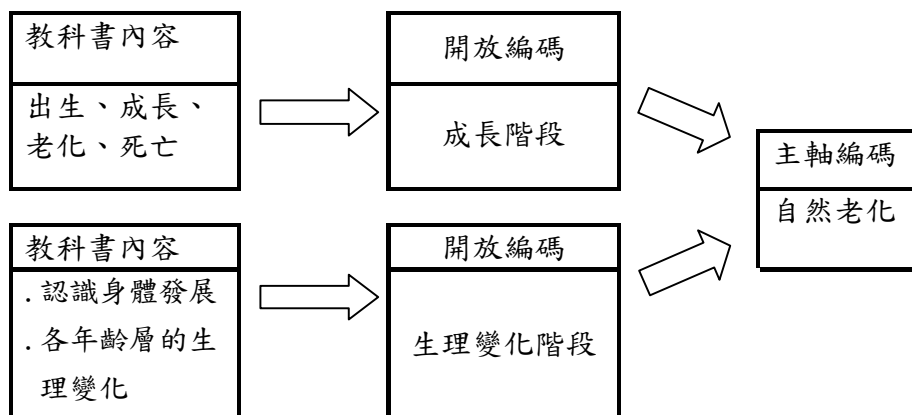 教科書內容
出生、成長、
老化、死亡
開放編碼
成長階段
教科書內容
.認識身體發展
.各年齡層的生
理變化
開放編碼
生理變化階段
主軸編碼
自然老化